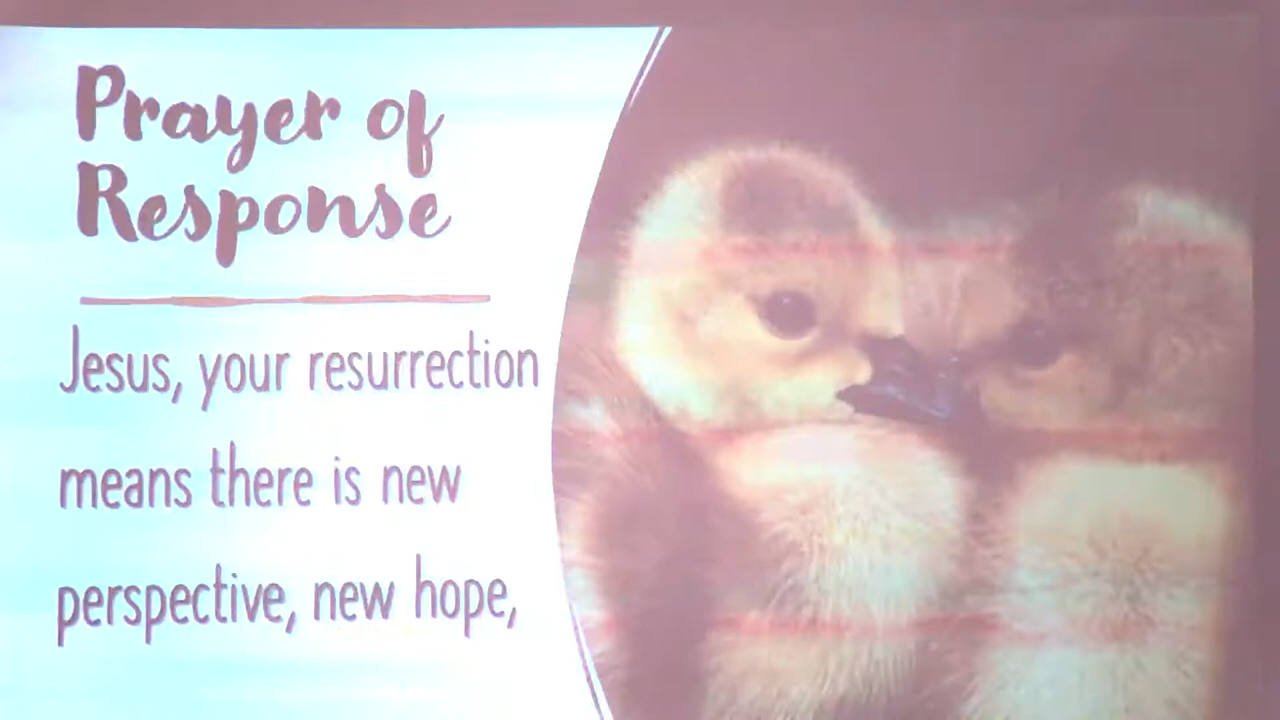 Prayer of
Response
Jesus, your resurrection
means there is new
perspective, new hope,